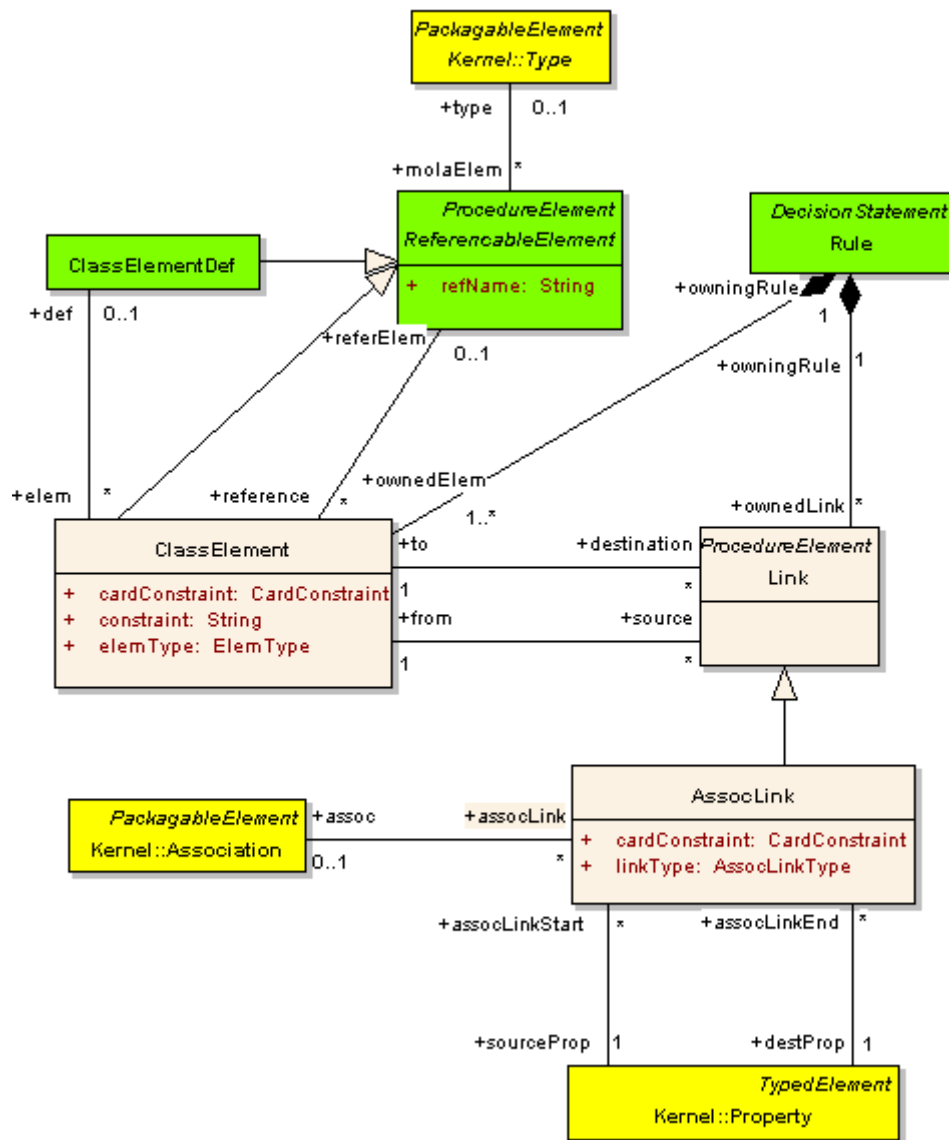 PackagableElement
Kernel::Type
+type 0..1
+molaElem *
ProcedureElement
ReferencableElement
+ refName: String
DecisionStatement
Rule
ClassElementDef
+def 0..1
+referElem
0..1
+owningRule
1
+owningRule 1
+elem *
+reference *
+ownedElem
1..*
+ownedLink *
ClassElement
+ cardConstraint: CardConstraint
+ constraint: String
+ elemType: ElemType
+to +destination
1 *
+from +source
1 *
ProcedureElement
Link
AssocLink
+ cardConstraint: CardConstraint
+ linkType: AssocLinkType
PackagableElement
Kernel::Association
+assoc +assocLink
0..1 *
+assocLinkStart * +assocLinkEnd *
+sourceProp 1 +destProp 1
TypedElement
Kernel::Property